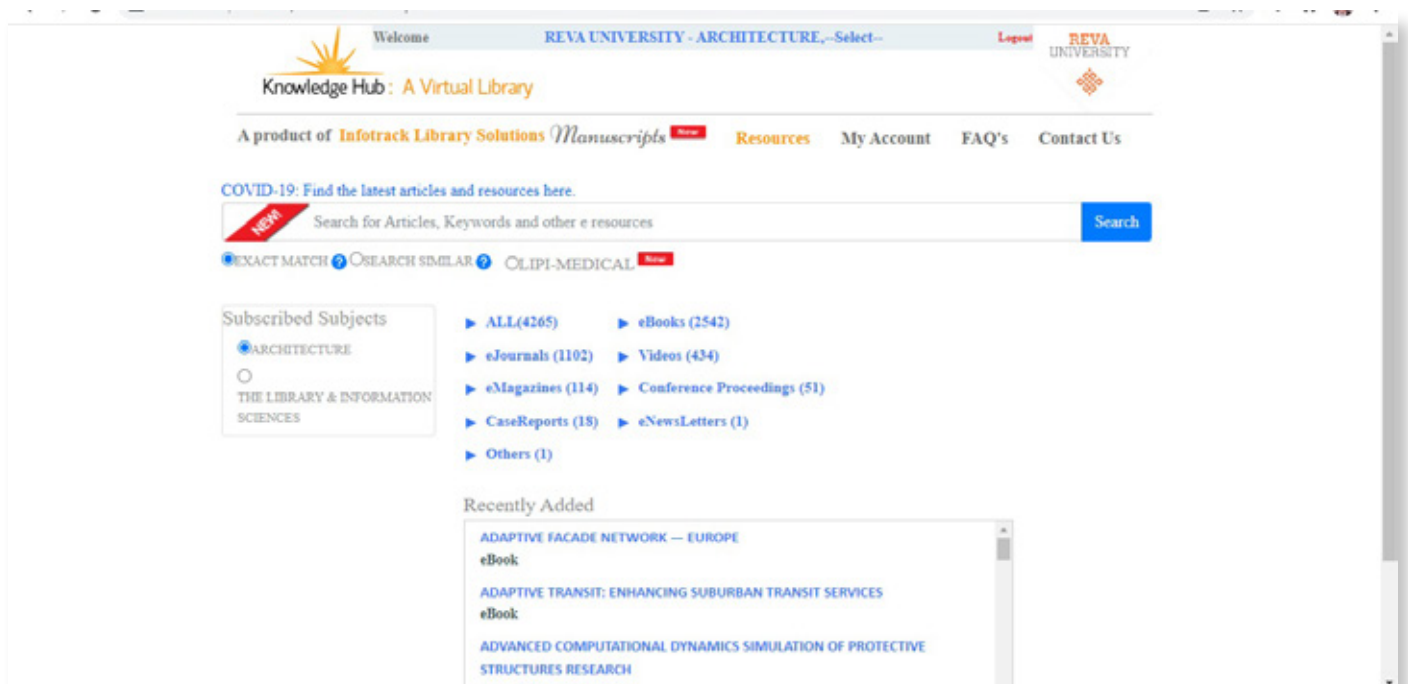 Welcome REVA UNIVERSITY - ARCHITECTURE,--Select-- Logout
REVA
UNIVERSITY
Knowledge Hub : A Virtual Library
A product of Infotrack Library Solutions Manuscripts New Resources My Account FAQ's Contact Us
COVID-19: Find the latest articles and resources here.
NEW! Search for Articles, Keywords and other e resources Search
EXACT MATCH ? SEARCH SIMILAR ? LIPI-MEDICAL New
Subscribed Subjects
ARCHITECTURE
THE LIBRARY & INFORMATION
SCIENCES
ALL(4265) eBooks (2542)
eJournals (1102) Videos (434)
eMagazines (114) Conference Proceedings (51)
CaseReports (18) eNewsLetters (1)
Others (1)
Recently Added
ADAPTIVE FACADE NETWORK — EUROPE
eBook
ADAPTIVE TRANSIT: ENHANCING SUBURBAN TRANSIT SERVICES
eBook
ADVANCED COMPUTATIONAL DYNAMICS SIMULATION OF PROTECTIVE
STRUCTURES RESEARCH